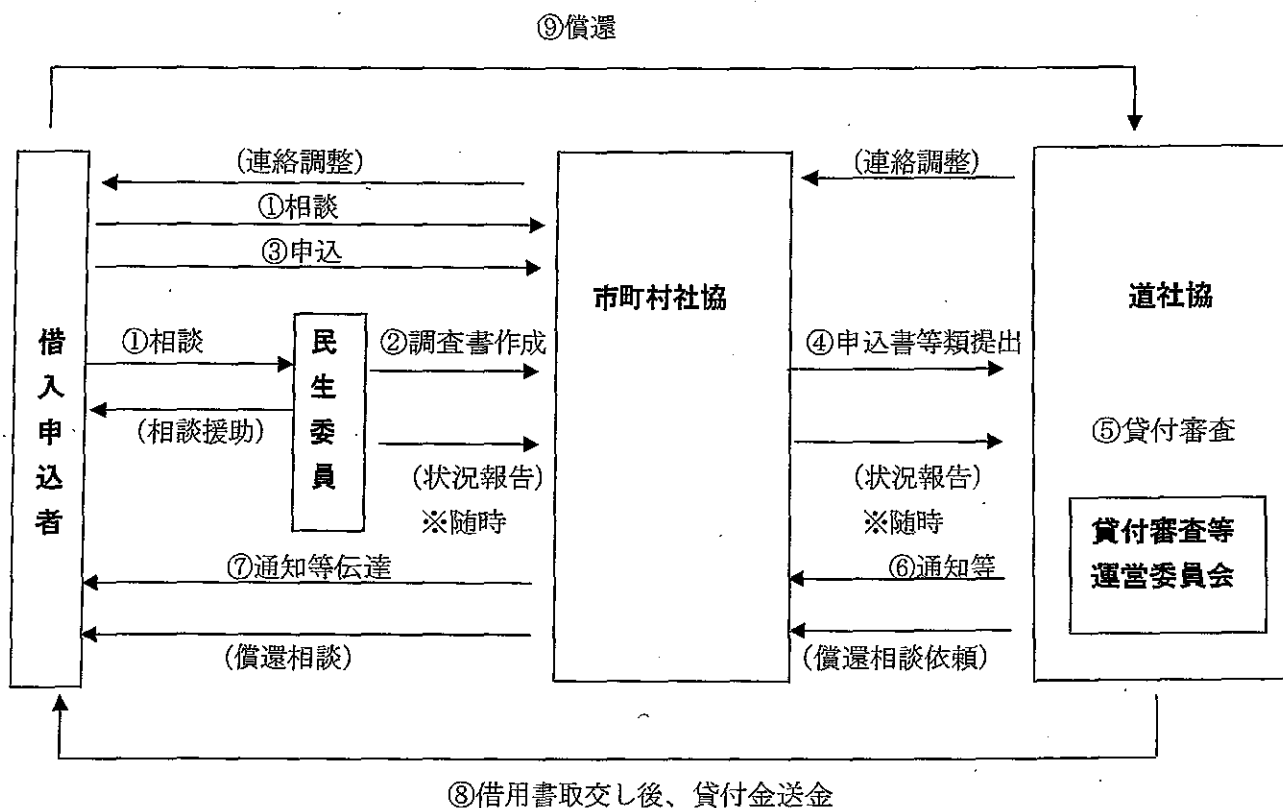 ⑨償還
(連絡調整)
(連絡調整)
①相談
③申込
市町村社協
道社協
借入申込者
①相談
民生委員
②調査書作成
④申込書等類提出
(相談援助)
(状況報告)
※随時
(状況報告)
※随時
⑤貸付審査
貸付審査等
運営委員会
⑦通知等伝達
⑥通知等
(償還相談)
(償還相談依頼)
⑧借用書取交し後、貸付金送金